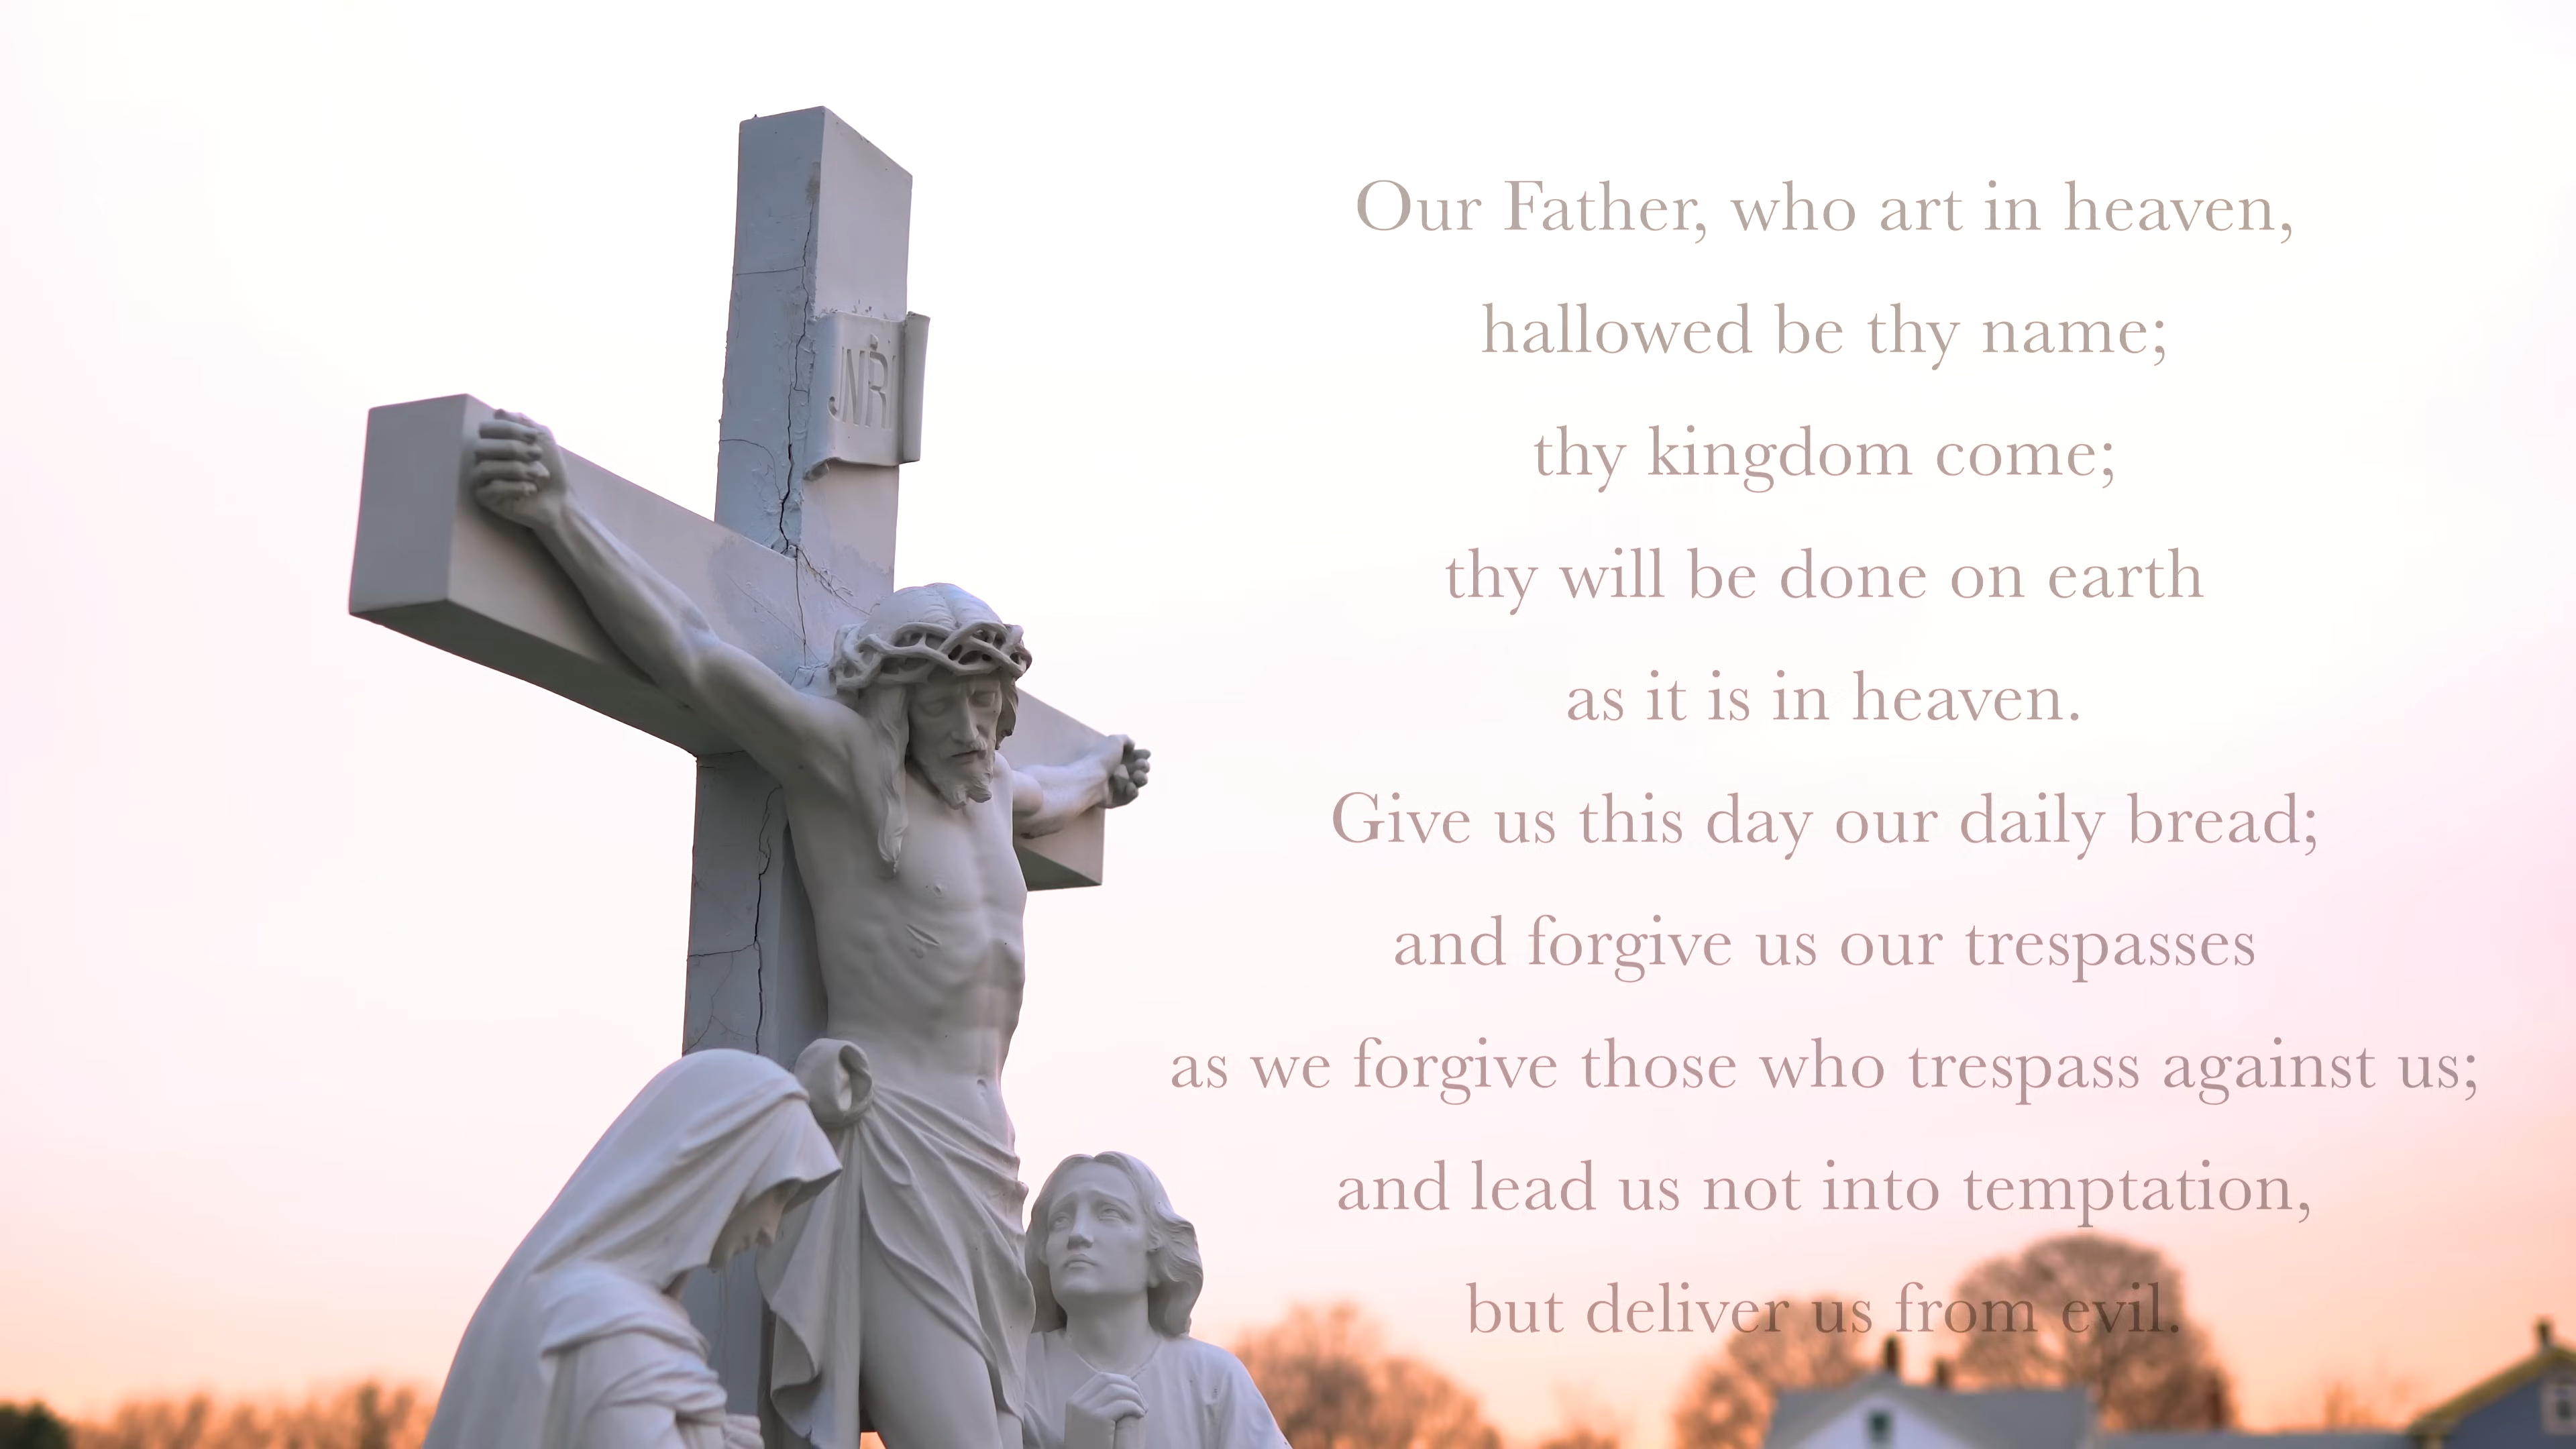 JNRI
Our Father, who art in heaven,
hallowed be thy name;
thy kingdom come;
thy will be done on earth
as it is in heaven.
Give us this day our daily bread;
and forgive us our trespasses
as we forgive those who trespass against us;
and lead us not into temptation,
but deliver us from evil.